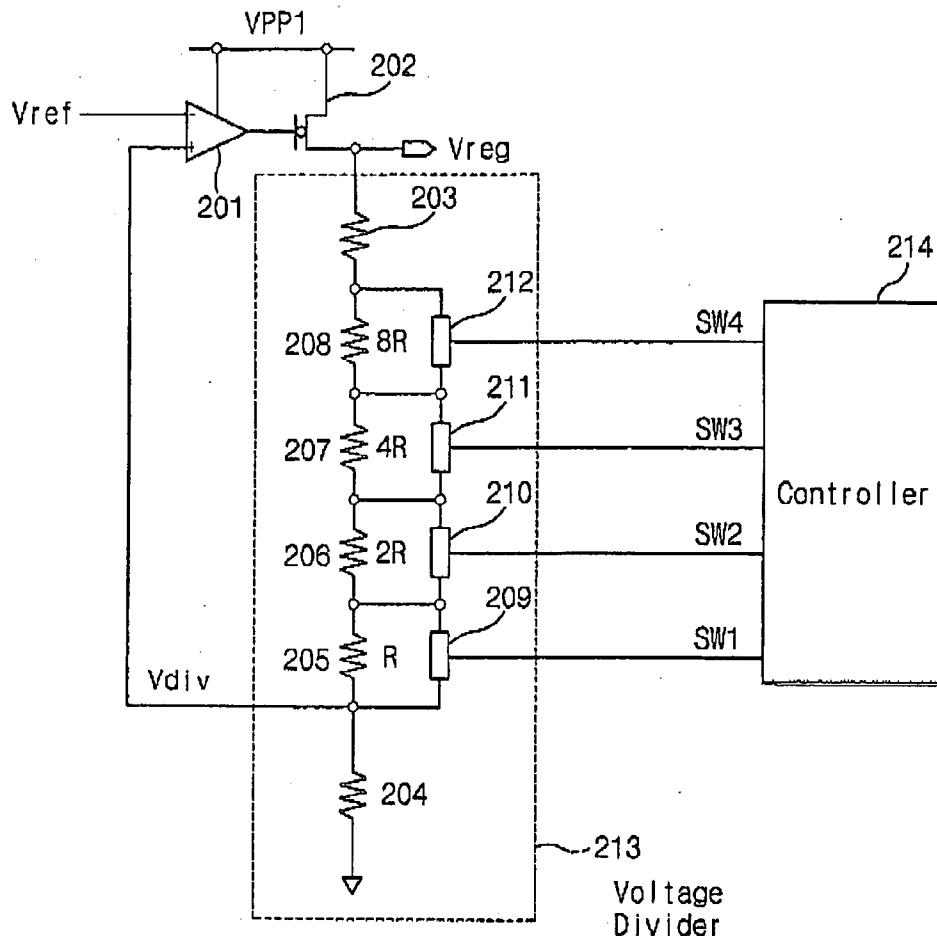 VPP1
202
Vref
Vreg
201
203
214
212
SW4
208 8R
211
SW3
207 4R
Controller
210
SW2
206 2R
209
SW1
205 R
Vdiv
204
213
Voltage
Divider